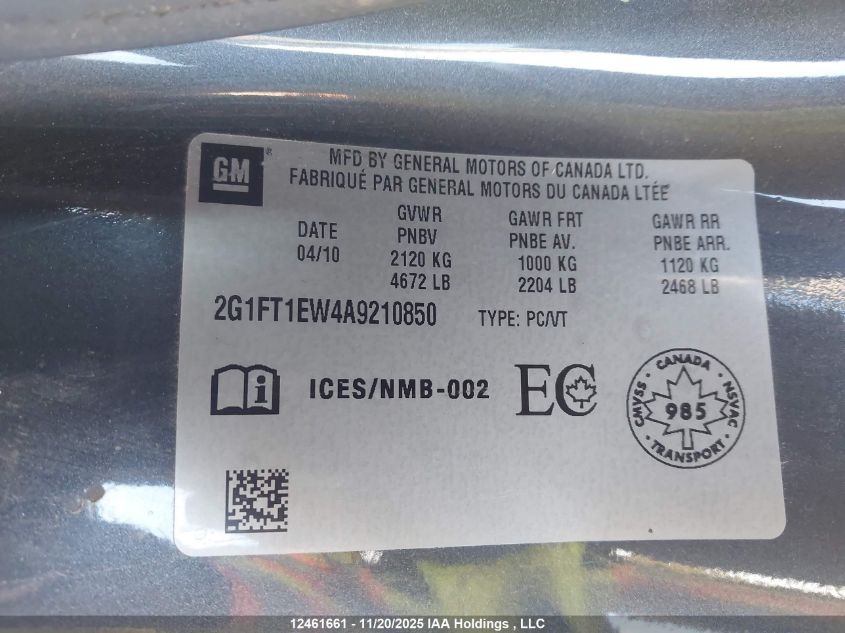 GM
MFD BY GENERAL MOTORS OF CANADA LTD.
FABRIQUÉ PAR GENERAL MOTORS DU CANADA LTÉE
DATE
04/10
GVWR
PNBV
2120 KG
4672 LB
GAWR FRT
PNBE AV.
1000 KG
2204 LB
GAWR RR
PNBE ARR.
1120 KG
2468 LB
2G1FT1EW4A9210850 TYPE: PC/VT
i ICES/NMB-002 EC
CANADA
CMVSS 985 NSVAC
TRANSPORT
12461661 - 11/20/2025 IAA Holdings , LLC